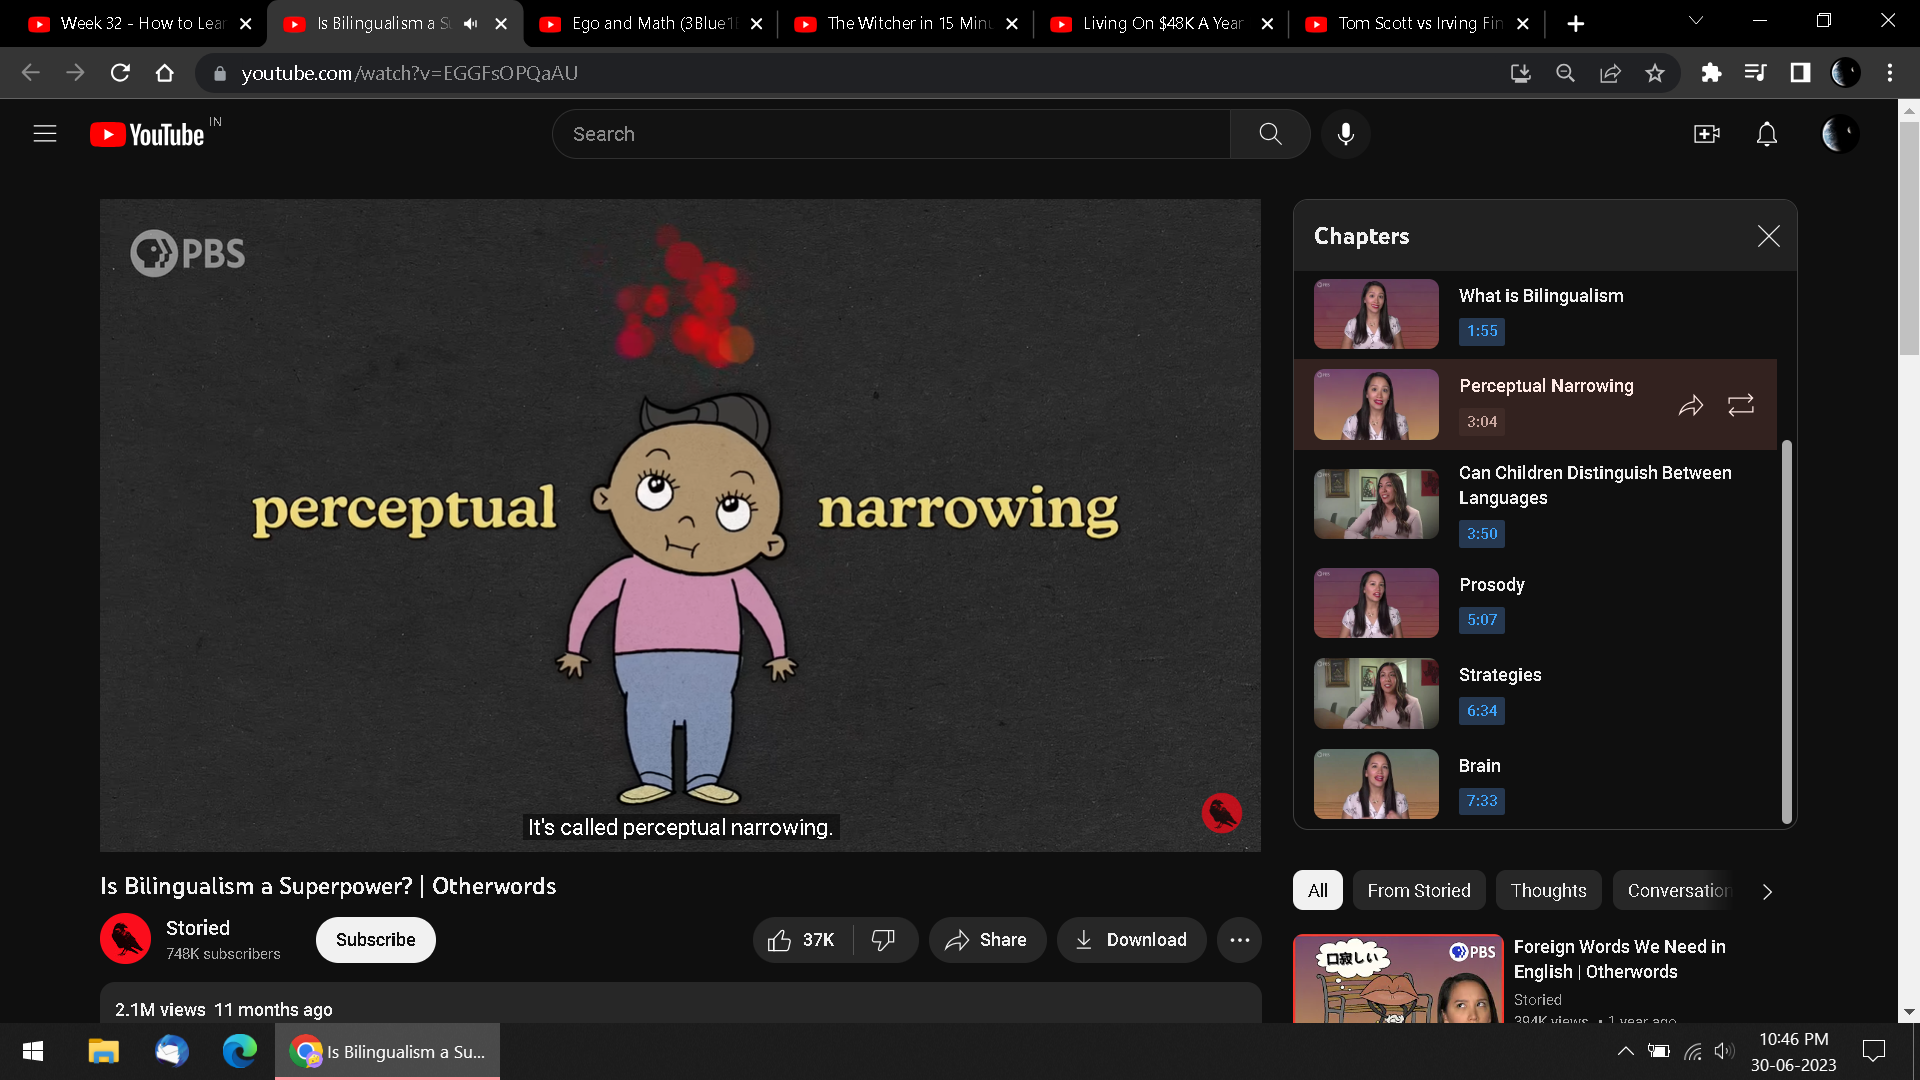 Week 32 - How to Lear
Is Bilingualism a S
Ego and Math (3Blue1
The Witcher in 15 Minu
Living On $48K A Year
Tom Scott vs Irving Fin
youtube.com/watch?v=EGGFsOPQaAU
YouTube IN
Search
PBS
perceptual narrowing
It's called perceptual narrowing.
Chapters
What is Bilingualism
1:55
Perceptual Narrowing
3:04
Can Children Distinguish Between
Languages
3:50
Prosody
5:07
Strategies
6:34
Brain
7:33
Is Bilingualism a Superpower? | Otherwords
Storied
748K subscribers
Subscribe
37K
Share
Download
2.1M views 11 months ago
All
From Storied
Thoughts
Conversation
口寂しい
PBS
Foreign Words We Need in
English | Otherwords
Storied
394K views • 1 year ago
Is Bilingualism a Su...
10:46 PM
30-06-2023